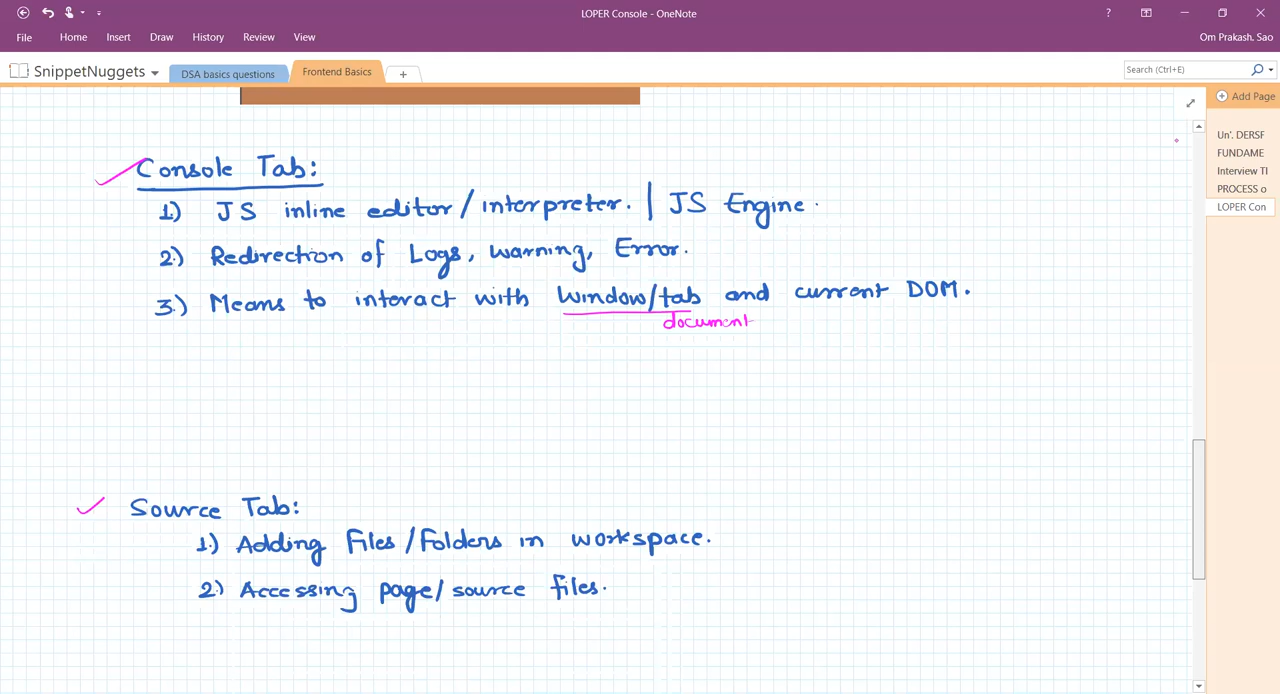 LOPER Console - OneNote
?
File Home Insert Draw History Review View
Om Prakash, Sao
SnippetNuggets
DSA basics questions
Frontend Basics
+
Search (Ctrl+E)
Add Page
Un'. DERSF
FUNDAME
Interview TI
PROCESS o
LOPER Con
Console Tab:
1.) JS inline editor/interpreter. | JS Engine.
2.) Redirection of Logs, warning, Error.
3.) Means to interact with window/tab and current DOM.
document
Source Tab:
1.) Adding Files/Folders in workspace.
2.) Accessing page/source files.